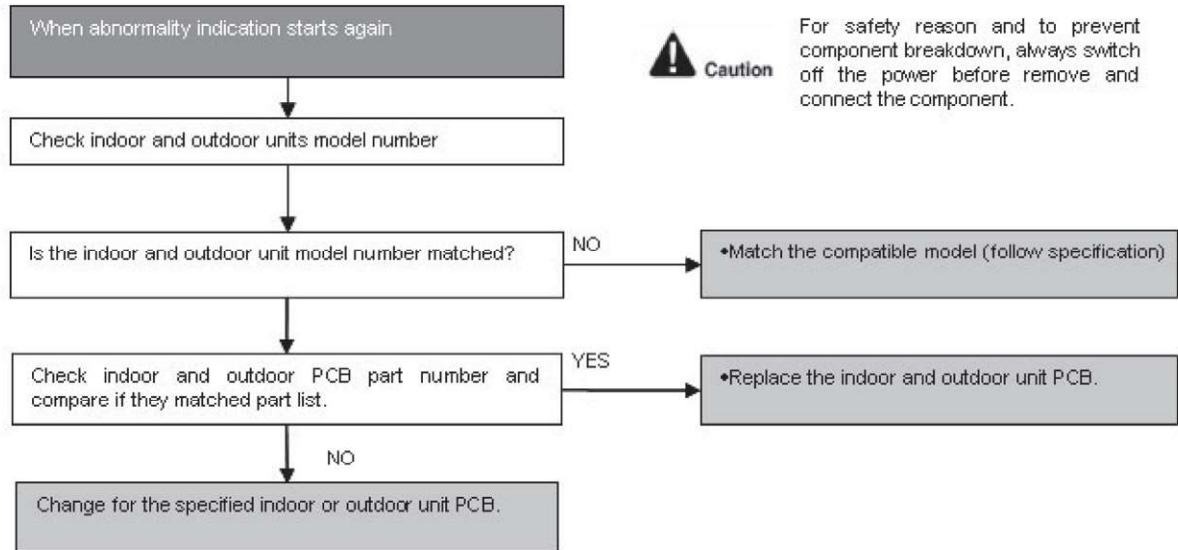 When abnormality indication starts again
Caution
For safety reason and to prevent
component breakdown, always switch
off the power before remove and
connect the component.
Check indoor and outdoor units model number
Is the indoor and outdoor unit model number matched?
NO
•Match the compatible model (follow specification)
Check indoor and outdoor PCB part number and
compare if they matched part list.
YES
•Replace the indoor and outdoor unit PCB.
NO
Change for the specified indoor or outdoor unit PCB.